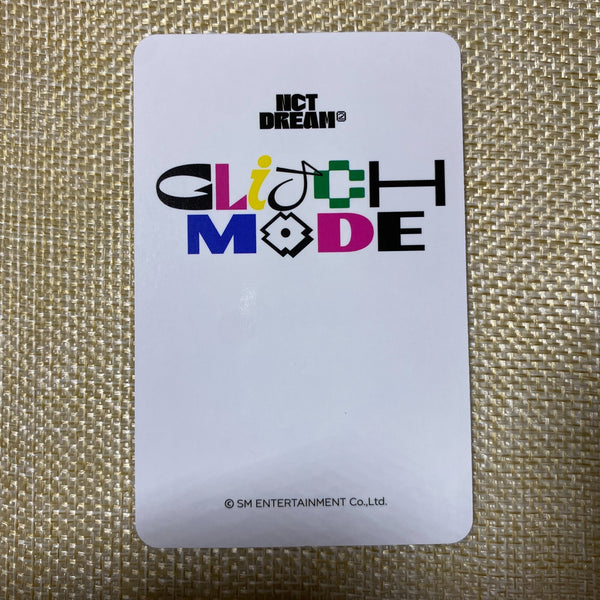 NCT
DREAM
GLiTCH
MODE
© SM ENTERTAINMENT Co.,Ltd.